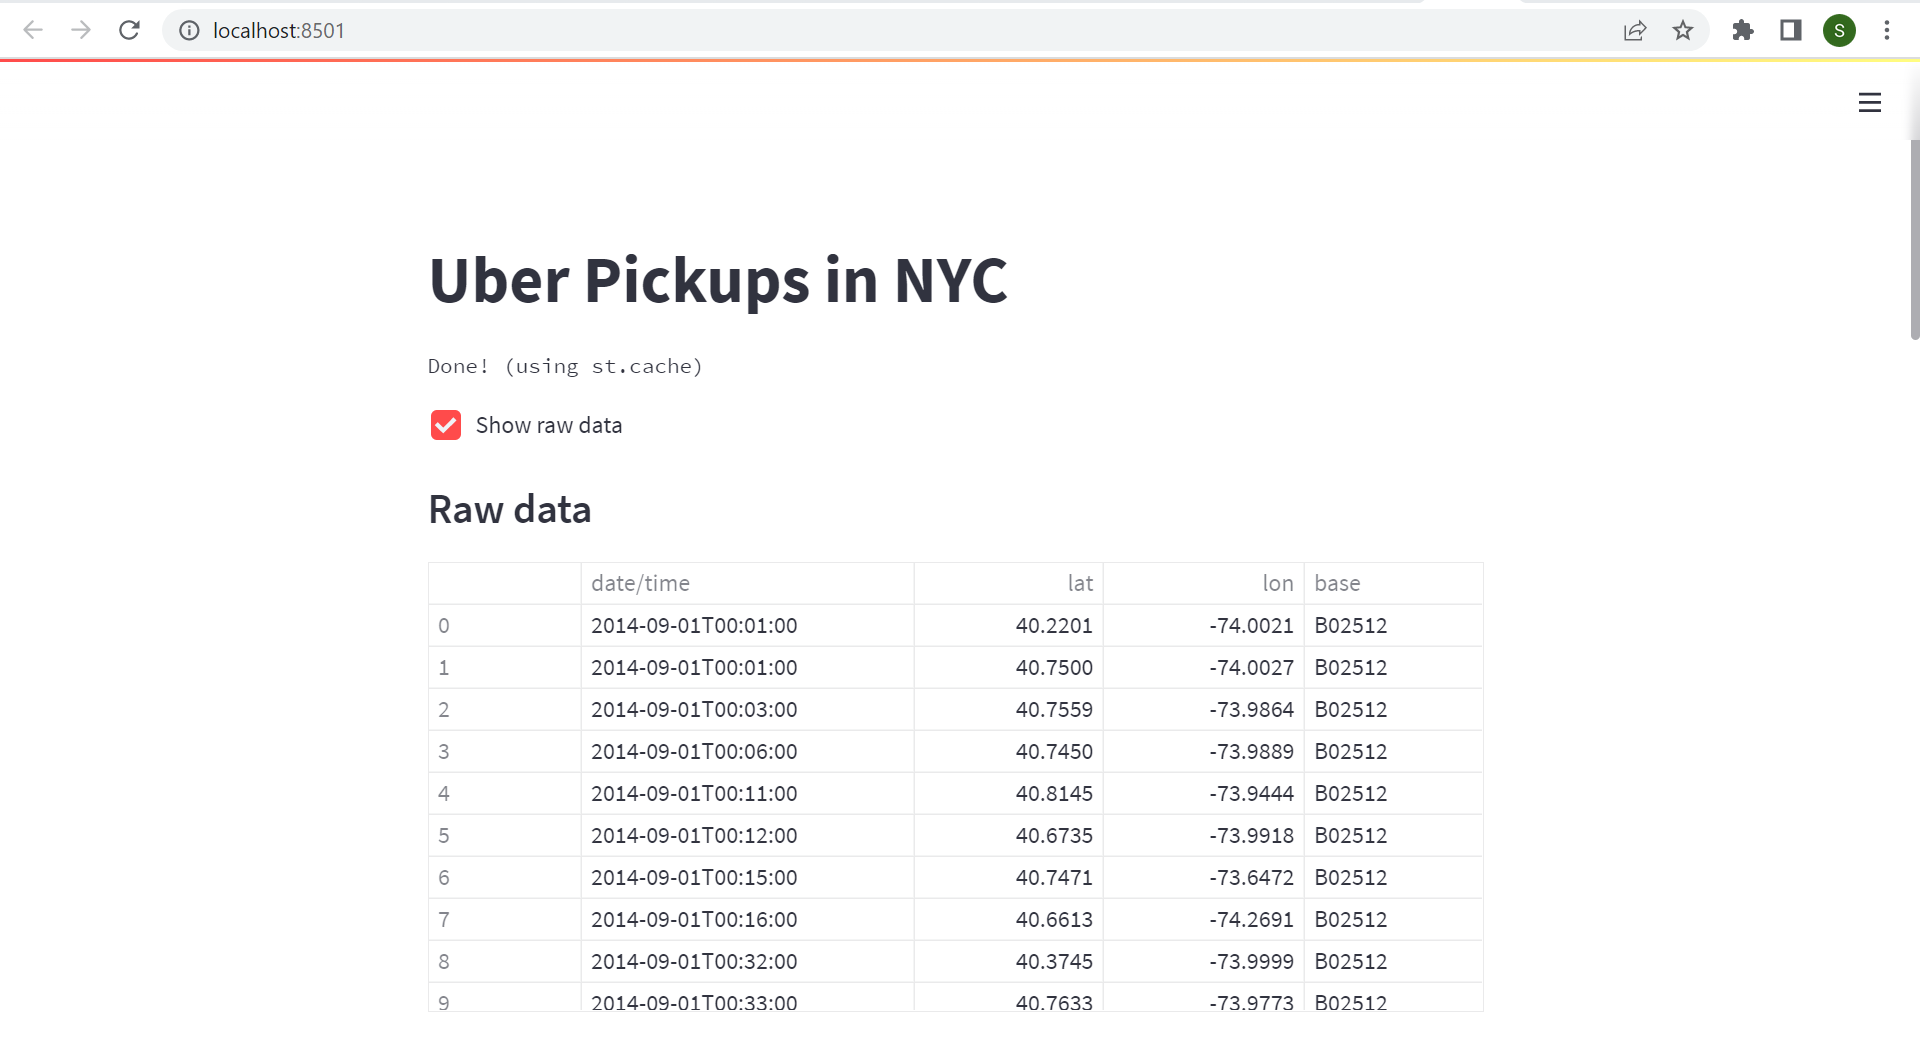 localhost:8501
S
Uber Pickups in NYC
Done! (using st.cache)
Show raw data
Raw data
date/time lat lon base
0 2014-09-01T00:01:00 40.2201 -74.0021 B02512
1 2014-09-01T00:01:00 40.7500 -74.0027 B02512
2 2014-09-01T00:03:00 40.7559 -73.9864 B02512
3 2014-09-01T00:06:00 40.7450 -73.9889 B02512
4 2014-09-01T00:11:00 40.8145 -73.9444 B02512
5 2014-09-01T00:12:00 40.6735 -73.9918 B02512
6 2014-09-01T00:15:00 40.7471 -73.6472 B02512
7 2014-09-01T00:16:00 40.6613 -74.2691 B02512
8 2014-09-01T00:32:00 40.3745 -73.9999 B02512
9 2014-09-01T00:33:00 40.7633 -73.9773 B02512